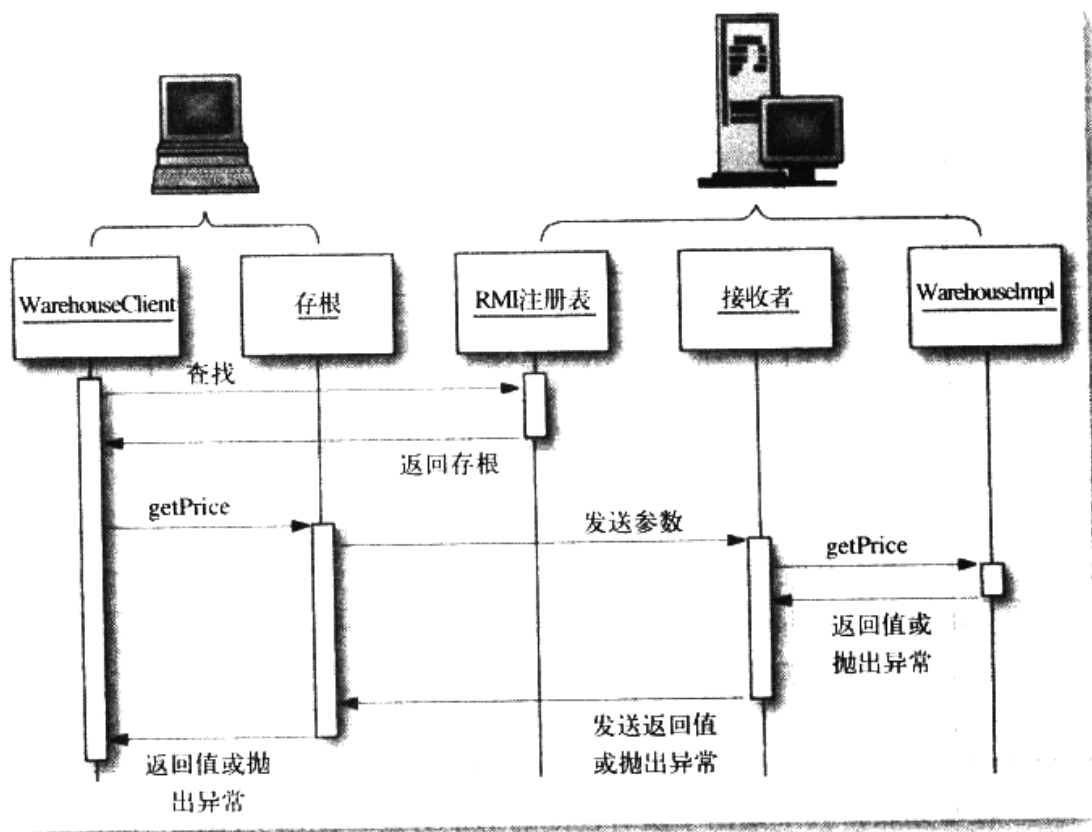 WarehouseClient
存根
RMI注册表
接收者
WarehouseImpl
查找
返回存根
getPrice
发送参数
getPrice
返回值或
抛出异常
发送返回值
或抛出异常
返回值或抛
出异常